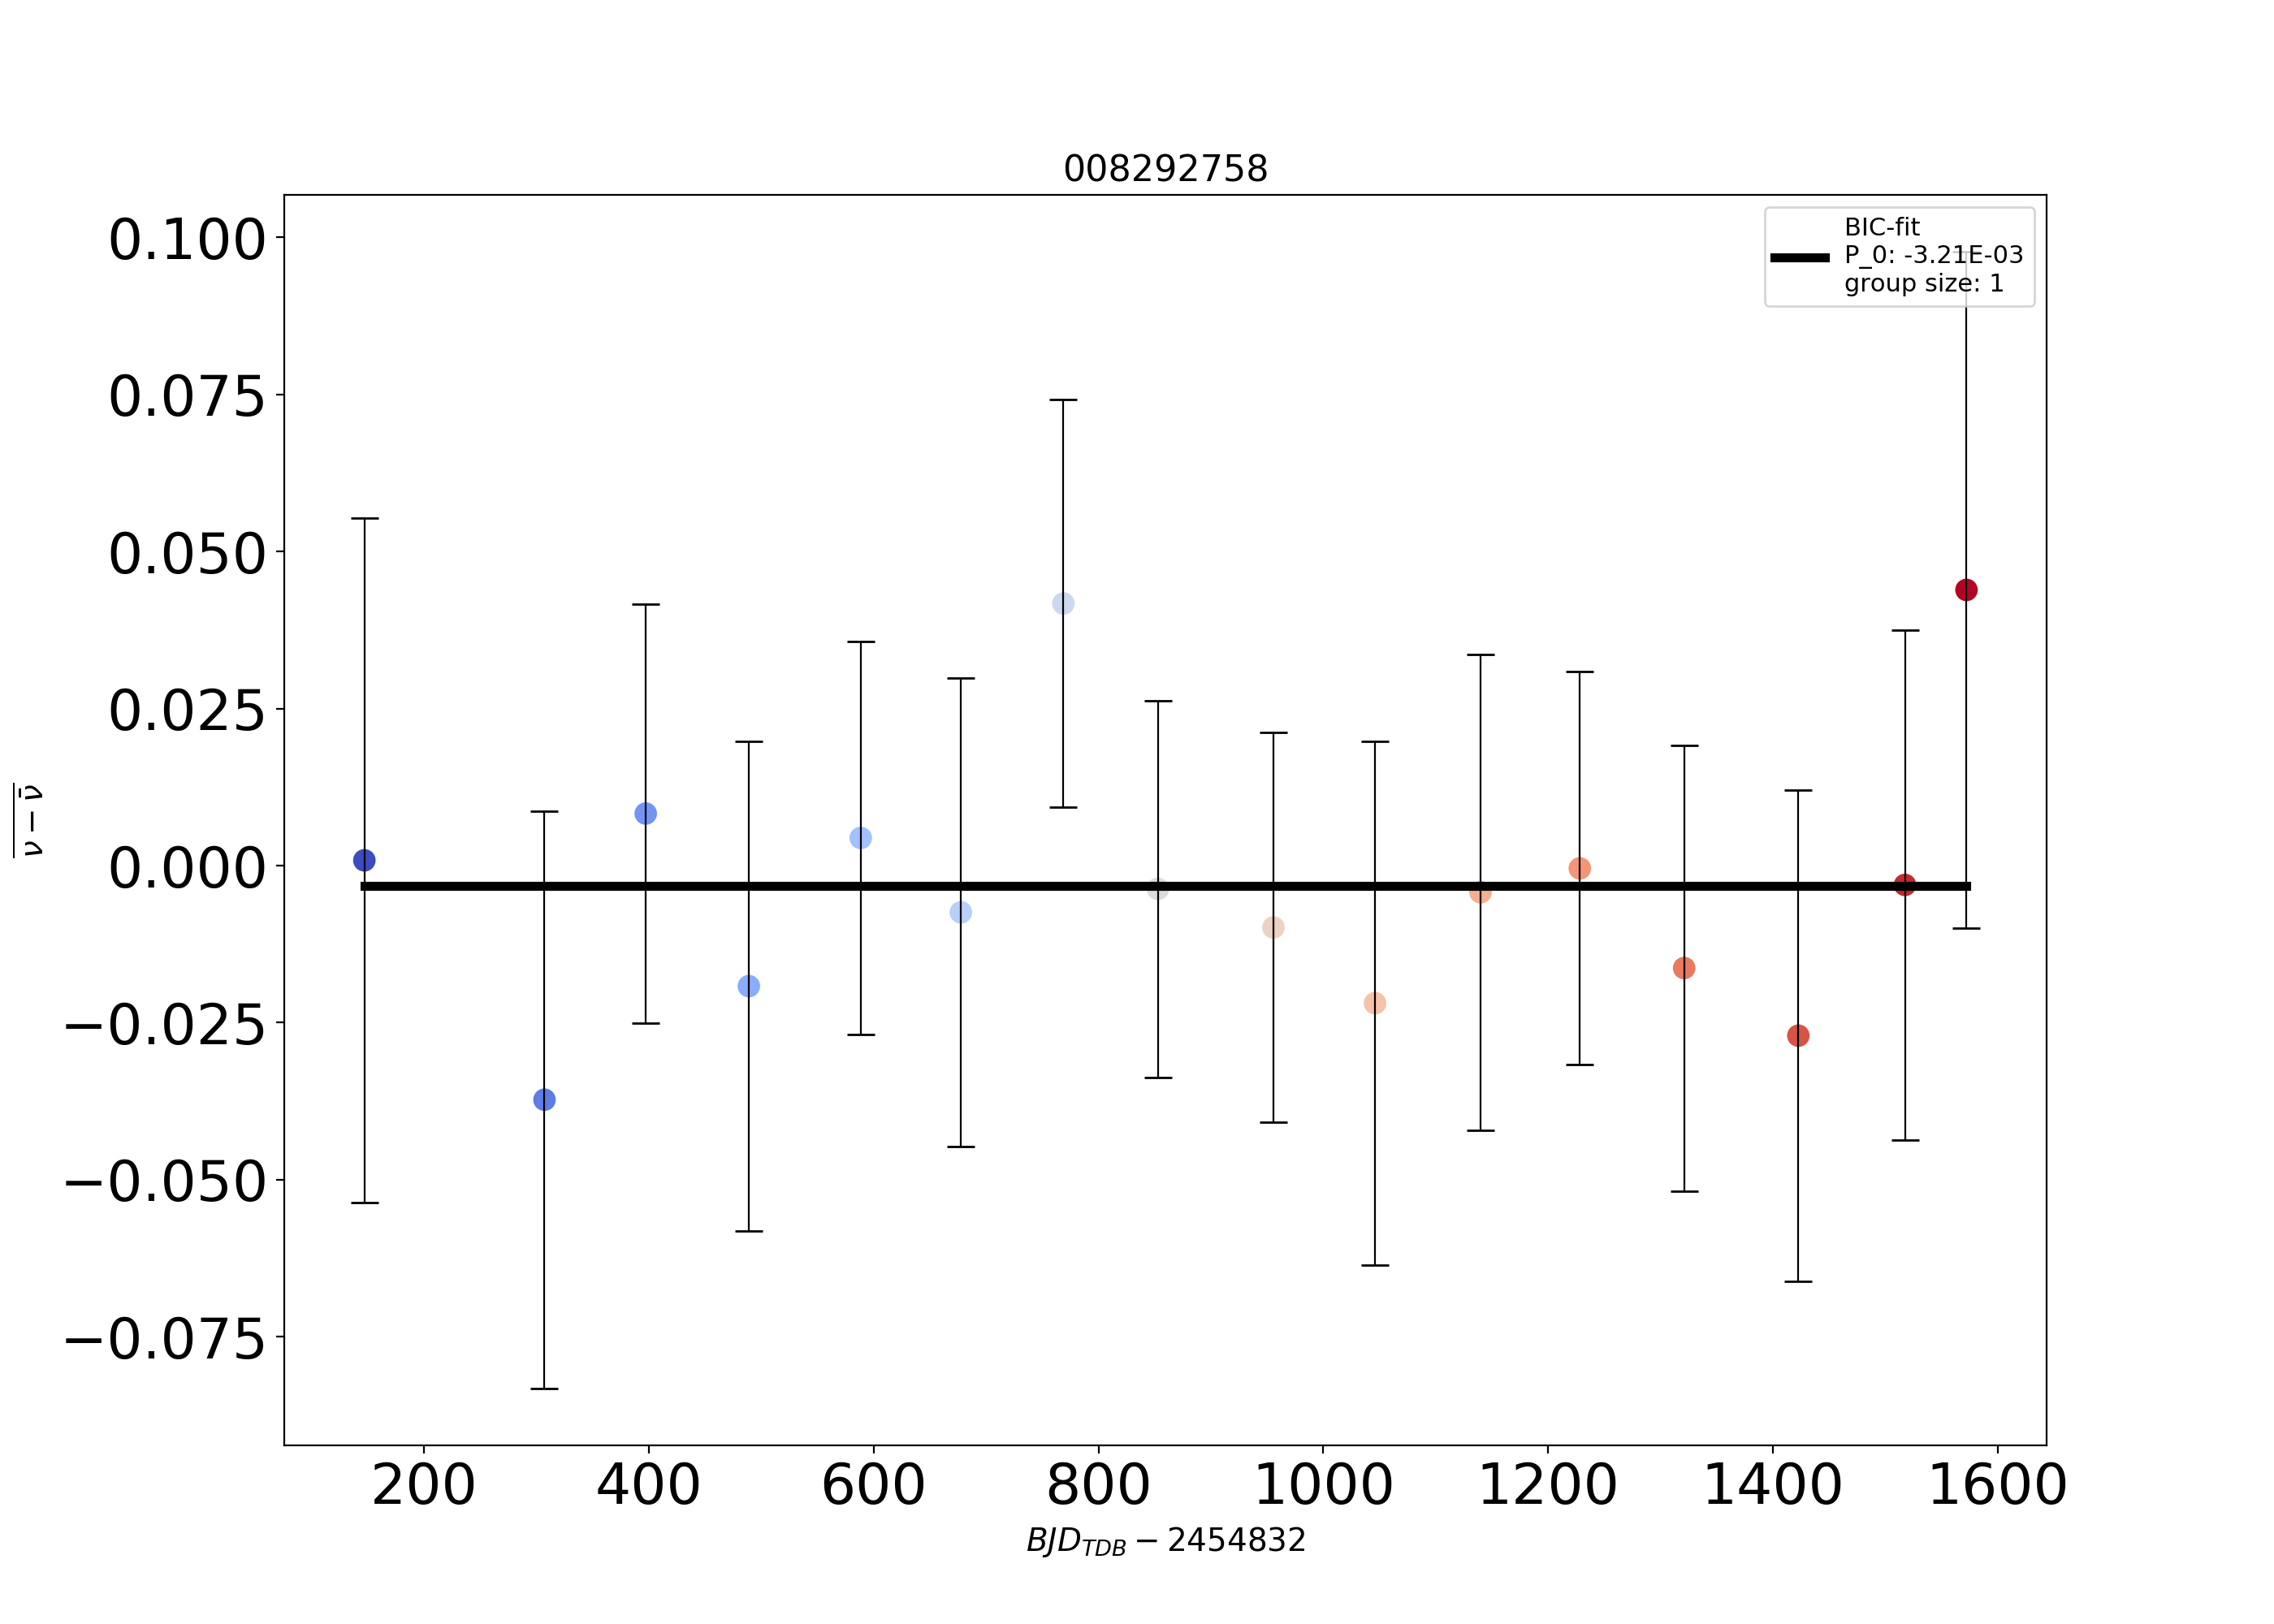 008292758
BIC-fit
P_0: -3.21E-03
group size: 1
0.100
0.075
0.050
0.025
0.000
−0.025
−0.050
−0.075
ν − ν̄
200 400 600 800 1000 1200 1400 1600
BJD_TDB − 2454832